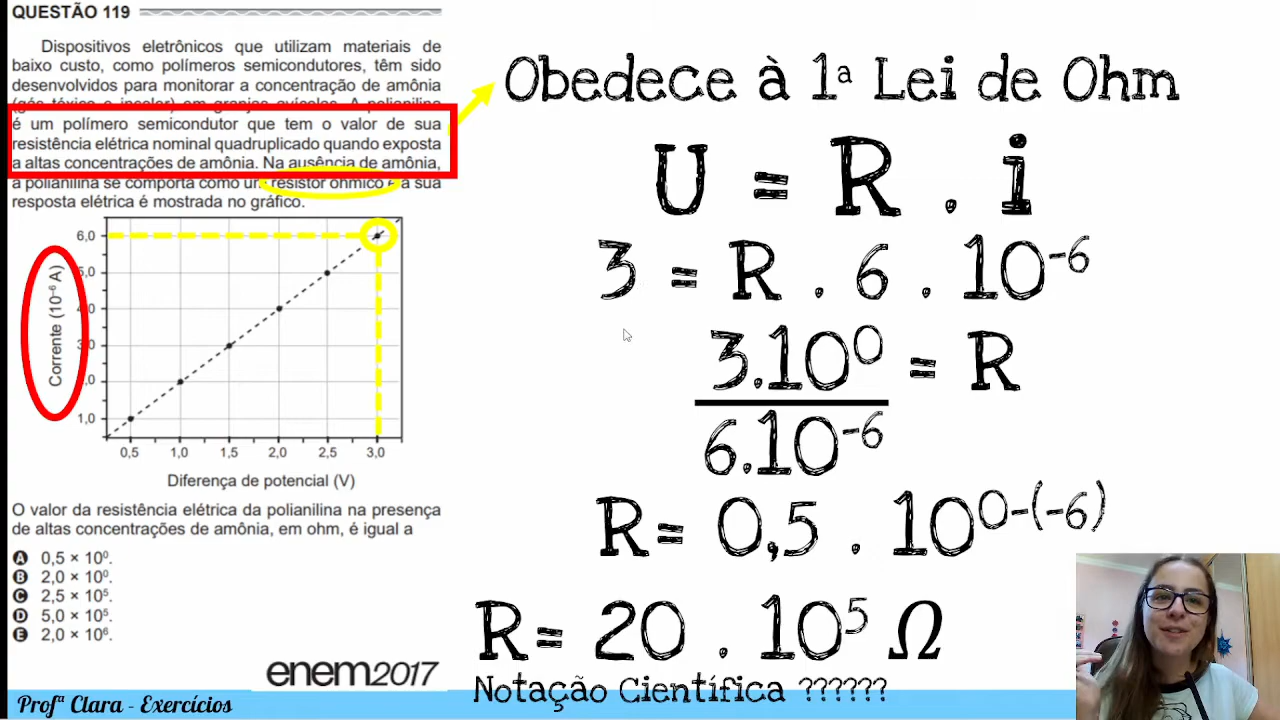 QUESTÃO 119
Dispositivos eletrônicos que utilizam materiais de
baixo custo, como polímeros semicondutores, têm sido
desenvolvidos para monitorar a concentração de amônia
(gás tóxico e incolor) em granjas avícolas. A polianilina
é um polímero semicondutor que tem o valor de sua
resistência elétrica nominal quadruplicado quando exposta
a altas concentrações de amônia. Na ausência de amônia,
a polianilina se comporta como um resistor ôhmico e a sua
resposta elétrica é mostrada no gráfico.
6,0
5,0
,0
3,0
,0
1,0
Corrente (10⁻⁶ A)
0,5 1,0 1,5 2,0 2,5 3,0
Diferença de potencial (V)
O valor da resistência elétrica da polianilina na presença
de altas concentrações de amônia, em ohm, é igual a
A 0,5 × 10⁰.
B 2,0 × 10⁰.
C 2,5 × 10⁵.
D 5,0 × 10⁵.
E 2,0 × 10⁶.
enem2017
Profª Clara - Exercícios
Obedece à 1ª Lei de Ohm
U = R . i
3 = R . 6 . 10⁻⁶
3.10⁰ = R
6.10⁻⁶
R= 0,5 . 10⁰⁻⁽⁻⁶⁾
R= 20 . 10⁵ Ω
Notação Científica ??????